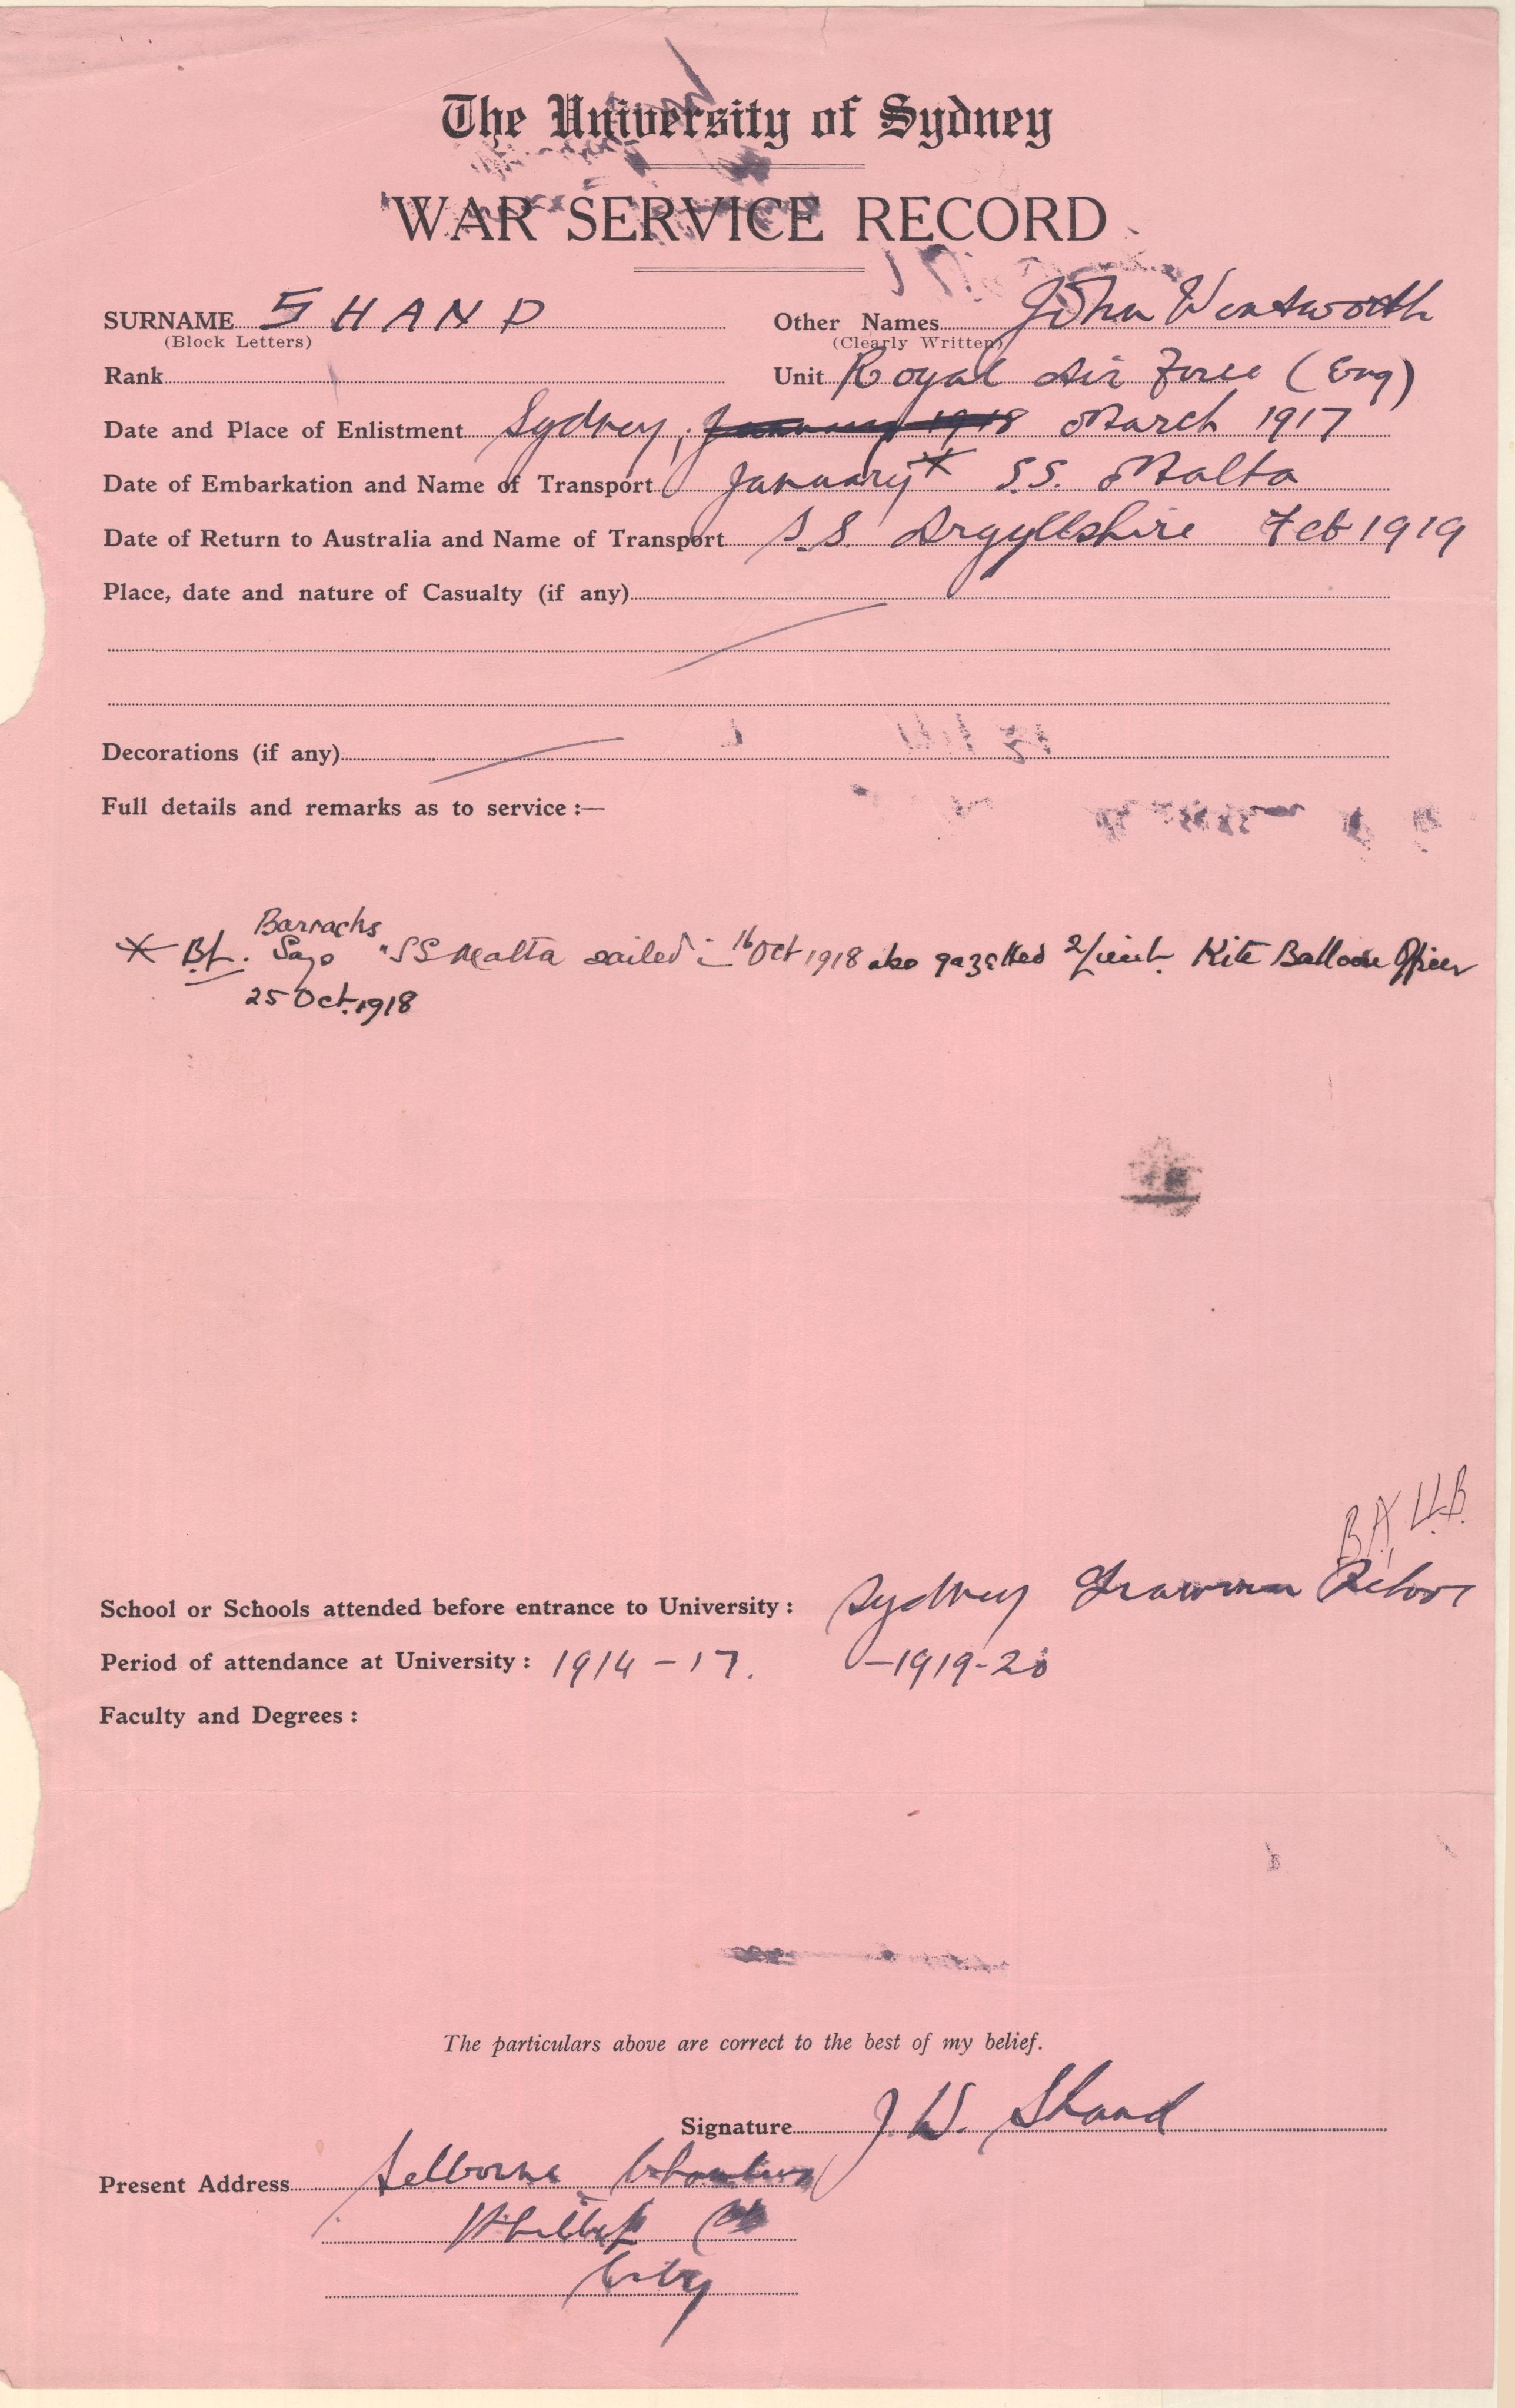 The University of Sydney
WAR SERVICE RECORD
SURNAME SHAND Other Names John Wentworth
(Block Letters) (Clearly Written)
Rank Unit Royal Air Force (Eng)
Date and Place of Enlistment Sydney, January 1918 March 1917
Date of Embarkation and Name of Transport January* S.S. Malta
Date of Return to Australia and Name of Transport S.S. Argyllshire Feb 1919
Place, date and nature of Casualty (if any)
Decorations (if any)
Full details and remarks as to service :—
Barracks
* Says "SS Malta sailed 16 Oct 1918 also gazetted 2/Lieut. Kite Balloon Officer
25 Oct. 1918
B.A., LL.B.
School or Schools attended before entrance to University : Sydney Grammar School
Period of attendance at University : 1914 - 17. - 1919-20
Faculty and Degrees :
The particulars above are correct to the best of my belief.
Signature J. W. Shand
Present Address Selborne Chambers
Phillip
City